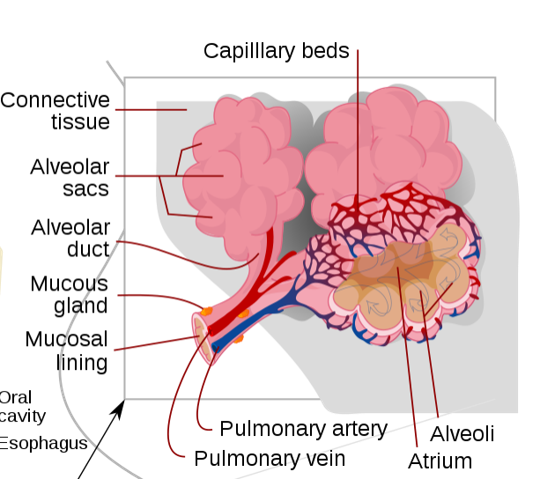 Capilllary beds
Connective
tissue
Alveolar
sacs
Alveolar
duct
Mucous
gland
Mucosal
lining
Oral
cavity
Esophagus
Pulmonary artery
Pulmonary vein
Alveoli
Atrium